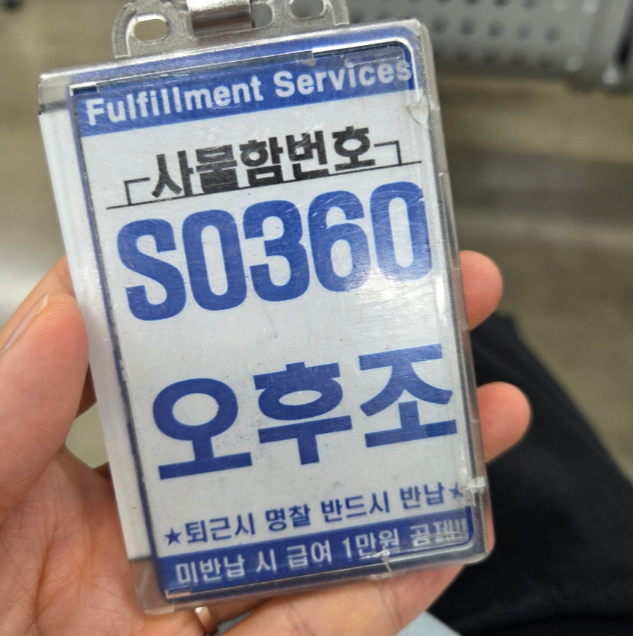 Fulfillment Services
사물함번호
S0360
오후조
★퇴근시 명찰 반드시 반납★
미반납 시 급여 1만원 공제!!!